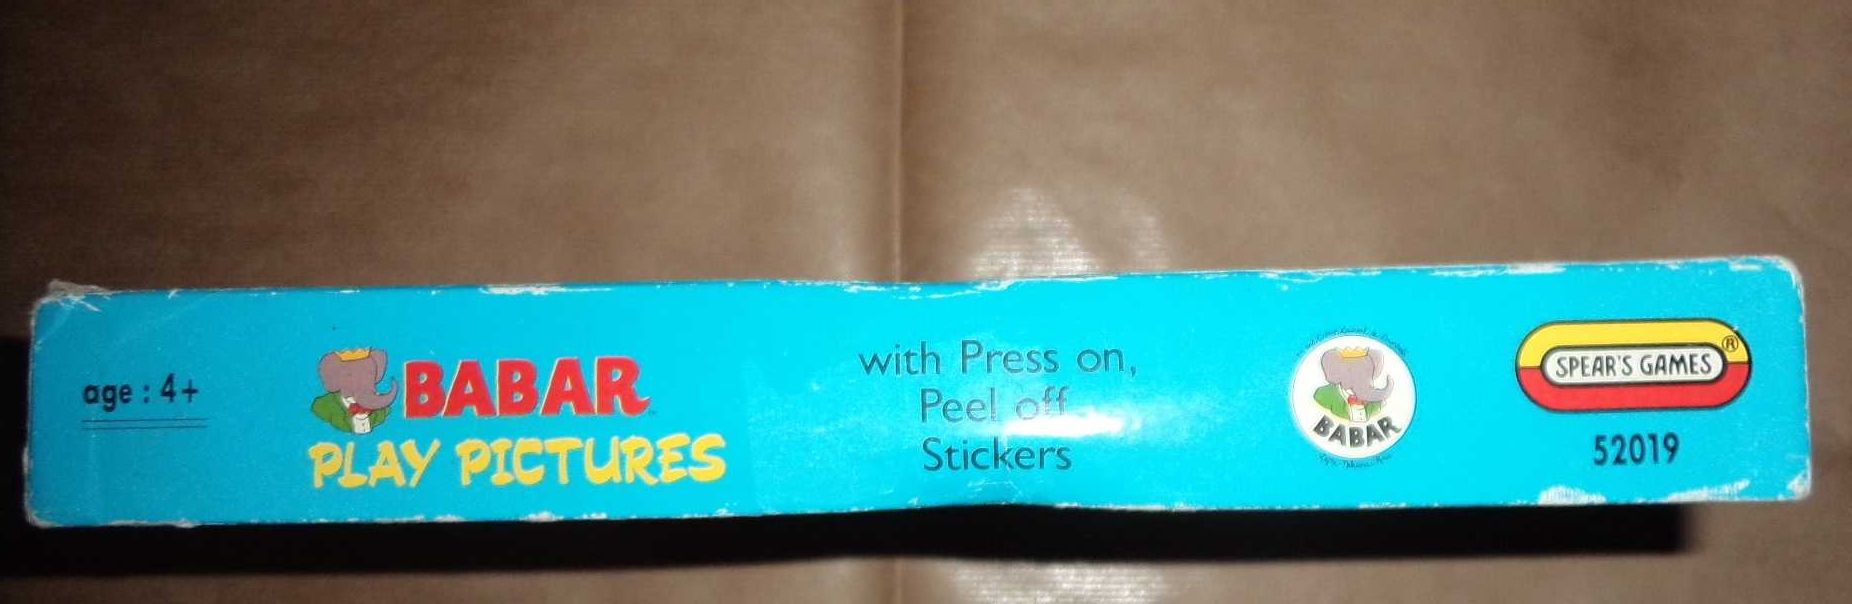 age : 4+
BABAR
PLAY PICTURES
with Press on,
Peel off
Stickers
BABAR
SPEAR'S GAMES®
52019